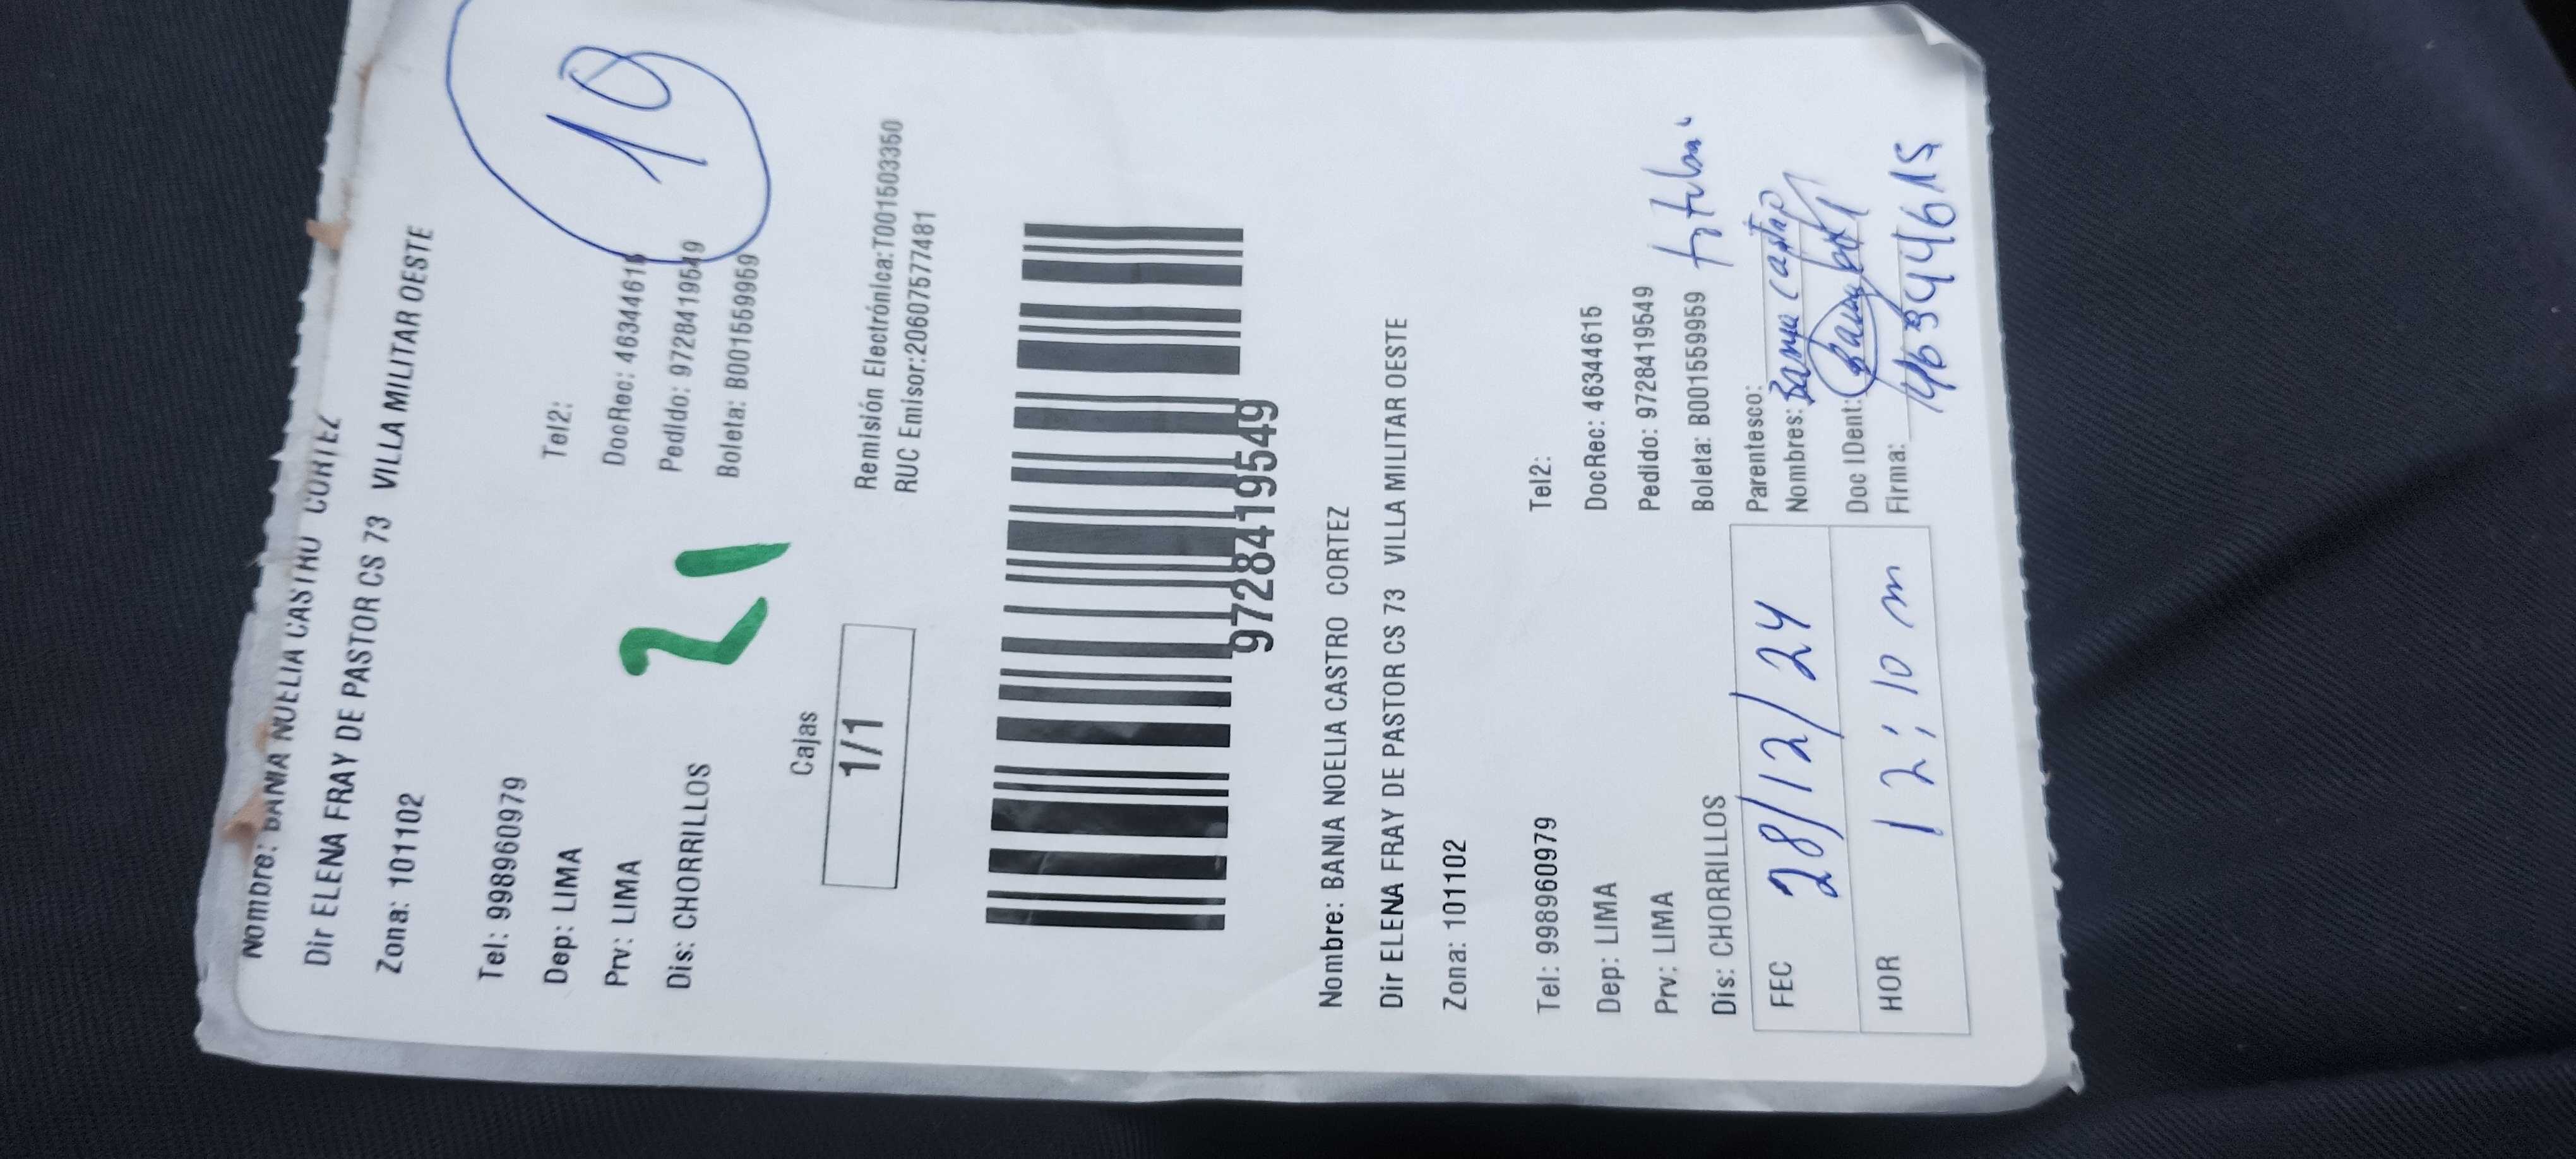 Nombre: BANIA NOELIA CASTRO CORTEZ
Dir ELENA FRAY DE PASTOR CS 73 VILLA MILITAR OESTE
Zona: 101102
19
Tel: 998960979 Tel2:
Dep: LIMA DocRec: 46344615
Prv: LIMA Pedido: 9728419549
Dis: CHORRILLOS Boleta: B001559959
21
Cajas
1/1
Remisión Electrónica:T001503350
RUC Emisor:20607577481
97284195549
Nombre: BANIA NOELIA CASTRO CORTEZ
Dir ELENA FRAY DE PASTOR CS 73 VILLA MILITAR OESTE
Zona: 101102
Tel: 998960979 Tel2:
Dep: LIMA DocRec: 46344615
Prv: LIMA Pedido: 9728419549
Dis: CHORRILLOS Boleta: B001559959
titular
FEC 28/12/24 Parentesco:
Nombres: Bania Castro
HOR 12:10 m Doc IDent:
Firma: 46344615